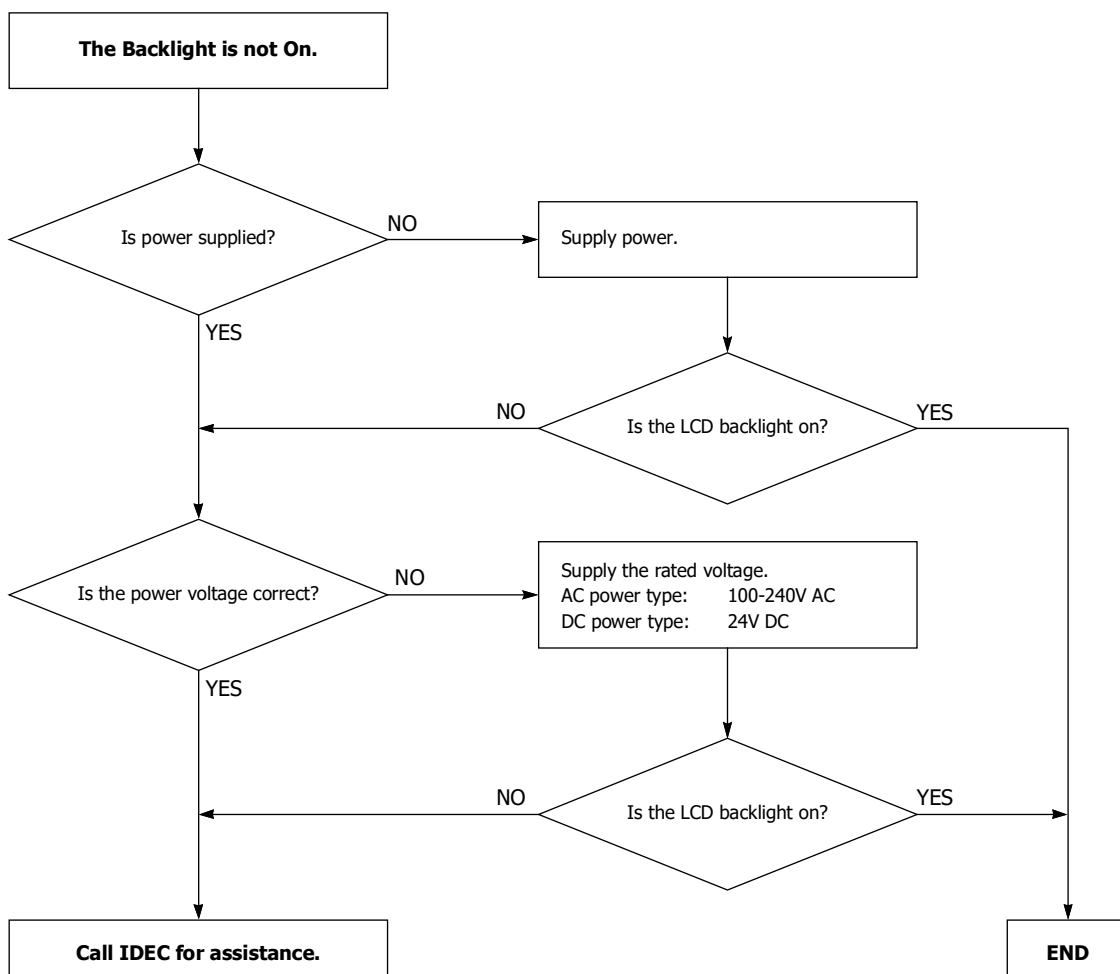 The Backlight is not On.
Is power supplied?
NO
Supply power.
YES
Is the LCD backlight on?
NO
YES
Is the power voltage correct?
NO
Supply the rated voltage.
AC power type: 100-240V AC
DC power type: 24V DC
YES
Is the LCD backlight on?
NO
YES
Call IDEC for assistance.
END